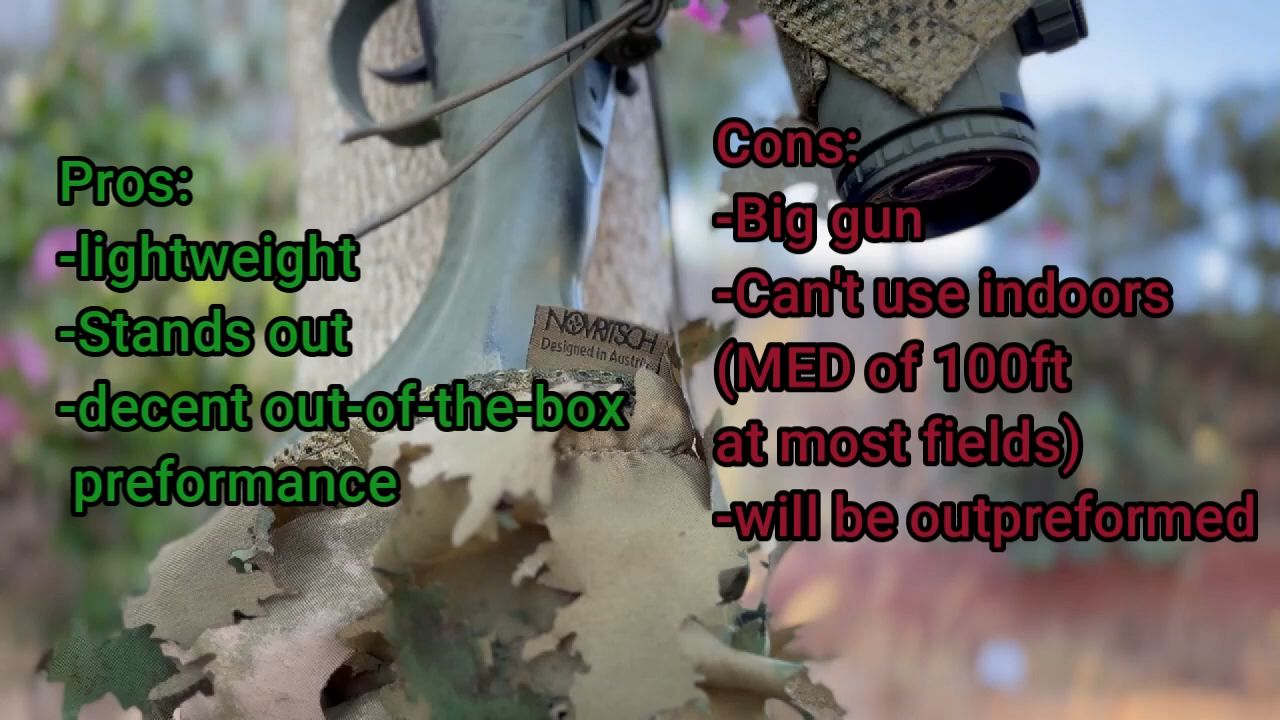 Pros:
-lightweight
-Stands out
-decent out-of-the-box
preformance
Cons:
-Big gun
-Can't use indoors
(MED of 100ft
at most fields)
-will be outpreformed
NOVRITSCH
Designed in Austria